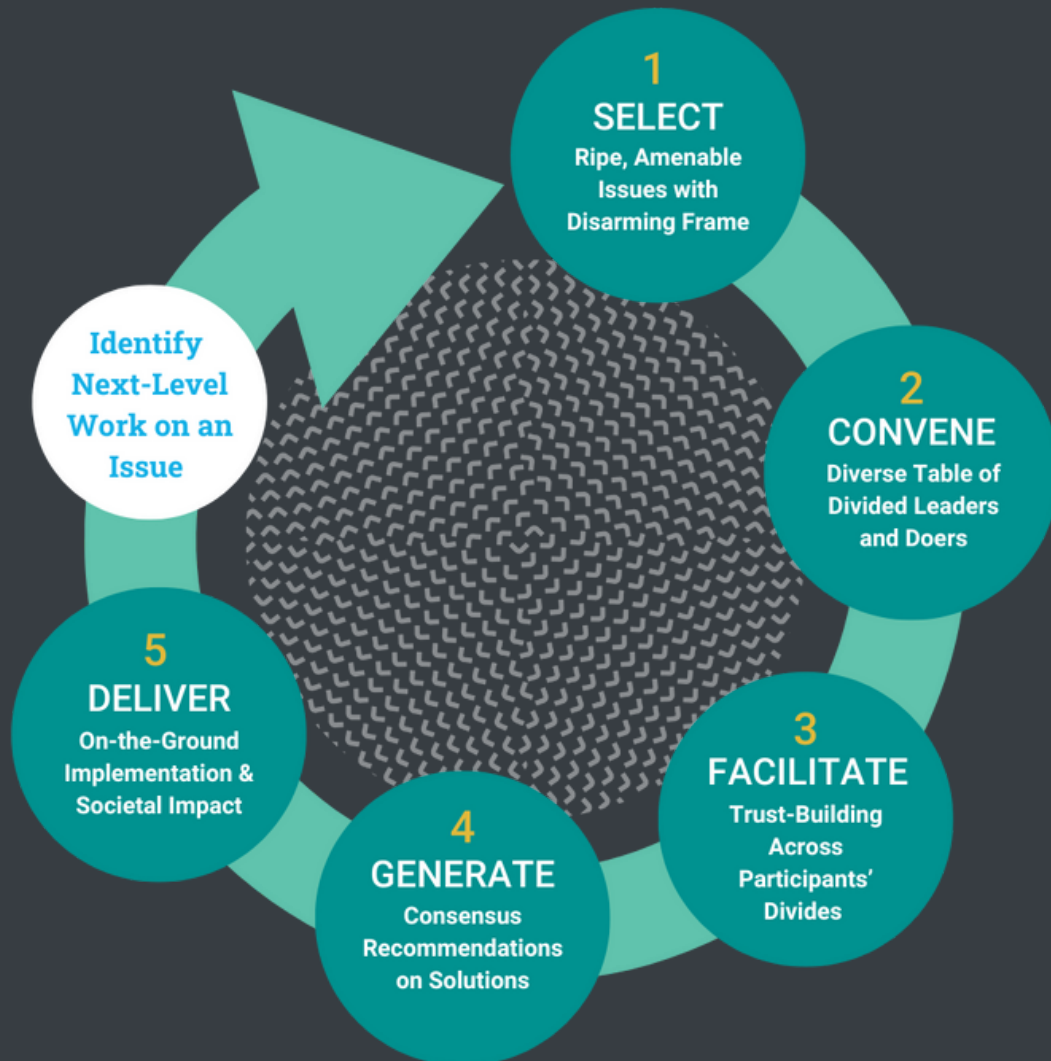 1
SELECT
Ripe, Amenable
Issues with
Disarming Frame
2
CONVENE
Diverse Table of
Divided Leaders
and Doers
3
FACILITATE
Trust-Building
Across
Participants’
Divides
4
GENERATE
Consensus
Recommendations
on Solutions
5
DELIVER
On-the-Ground
Implementation &
Societal Impact
Identify
Next-Level
Work on an
Issue